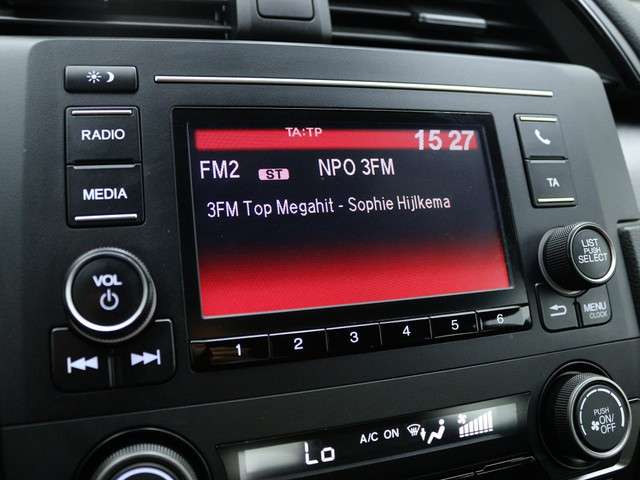 RADIO
MEDIA
VOL
TA:TP
15 27
FM2 ST NPO 3FM
3FM Top Megahit - Sophie Hijlkema
1 2 3 4 5 6
TA
LIST
PUSH
SELECT
MENU
CLOCK
Lo
A/C ON
PUSH
ON/
OFF